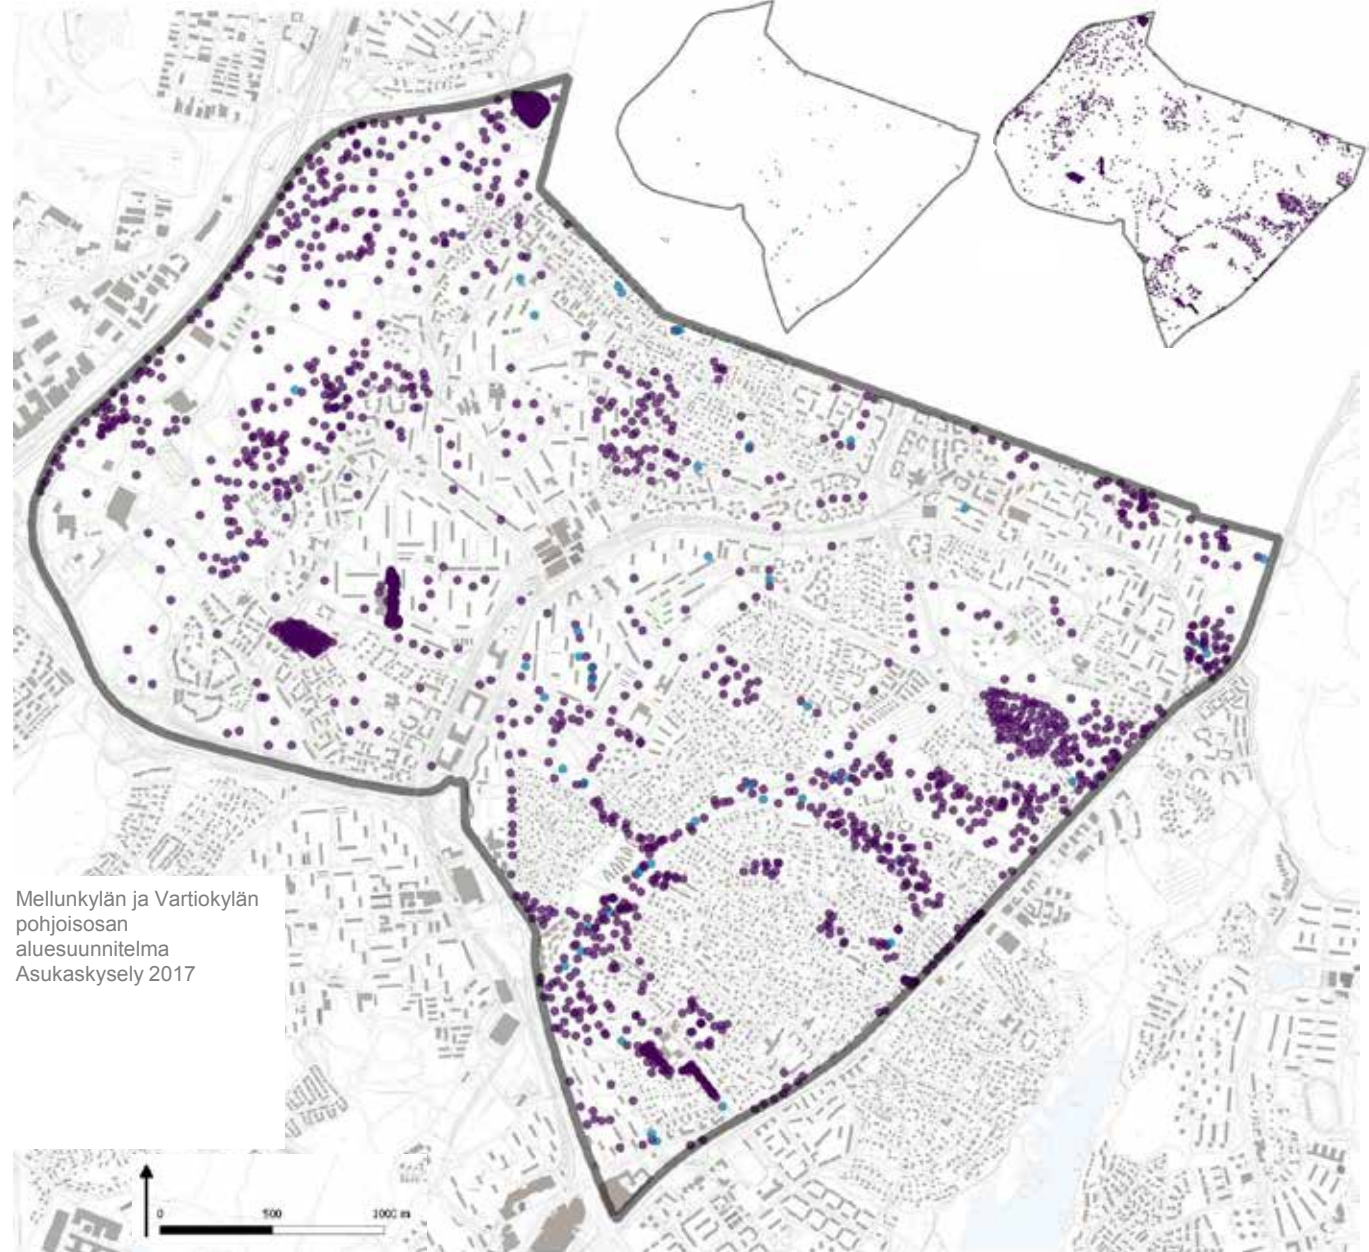 Mellunkylän ja Vartiokylän
pohjoisosan
aluesuunnitelma
Asukaskysely 2017
0 500 1000 m